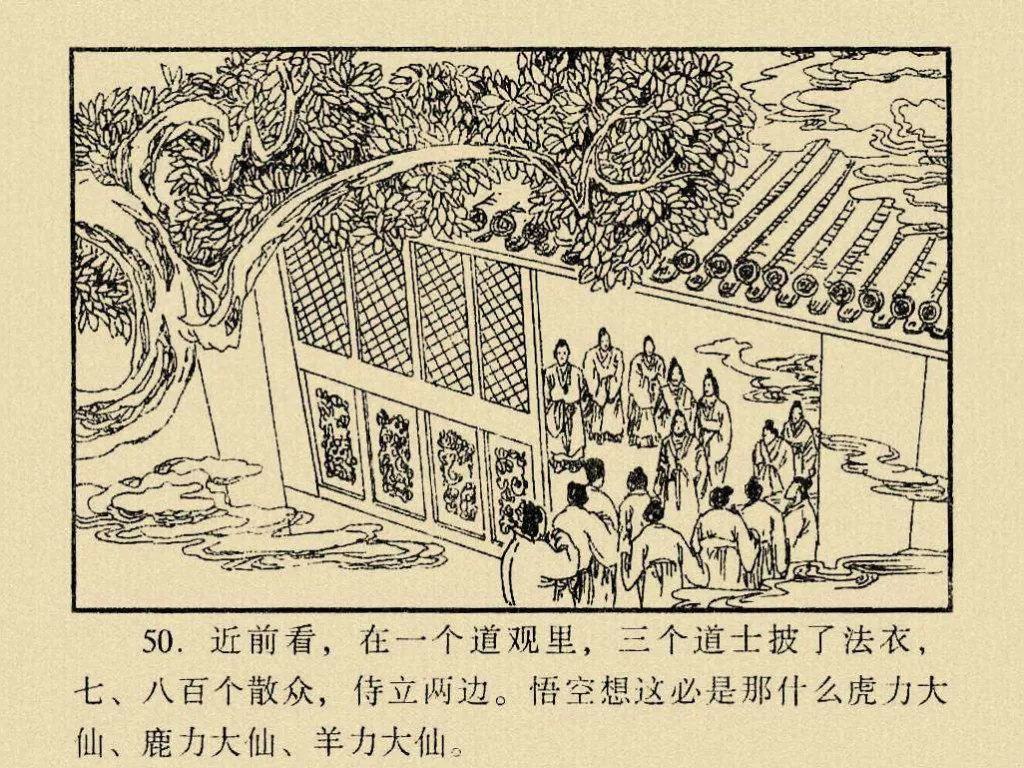 50. 近前看，在一个道观里，三个道士披了法衣，
七、八百个散众，侍立两边。悟空想这必是那什么虎力大
仙、鹿力大仙、羊力大仙。